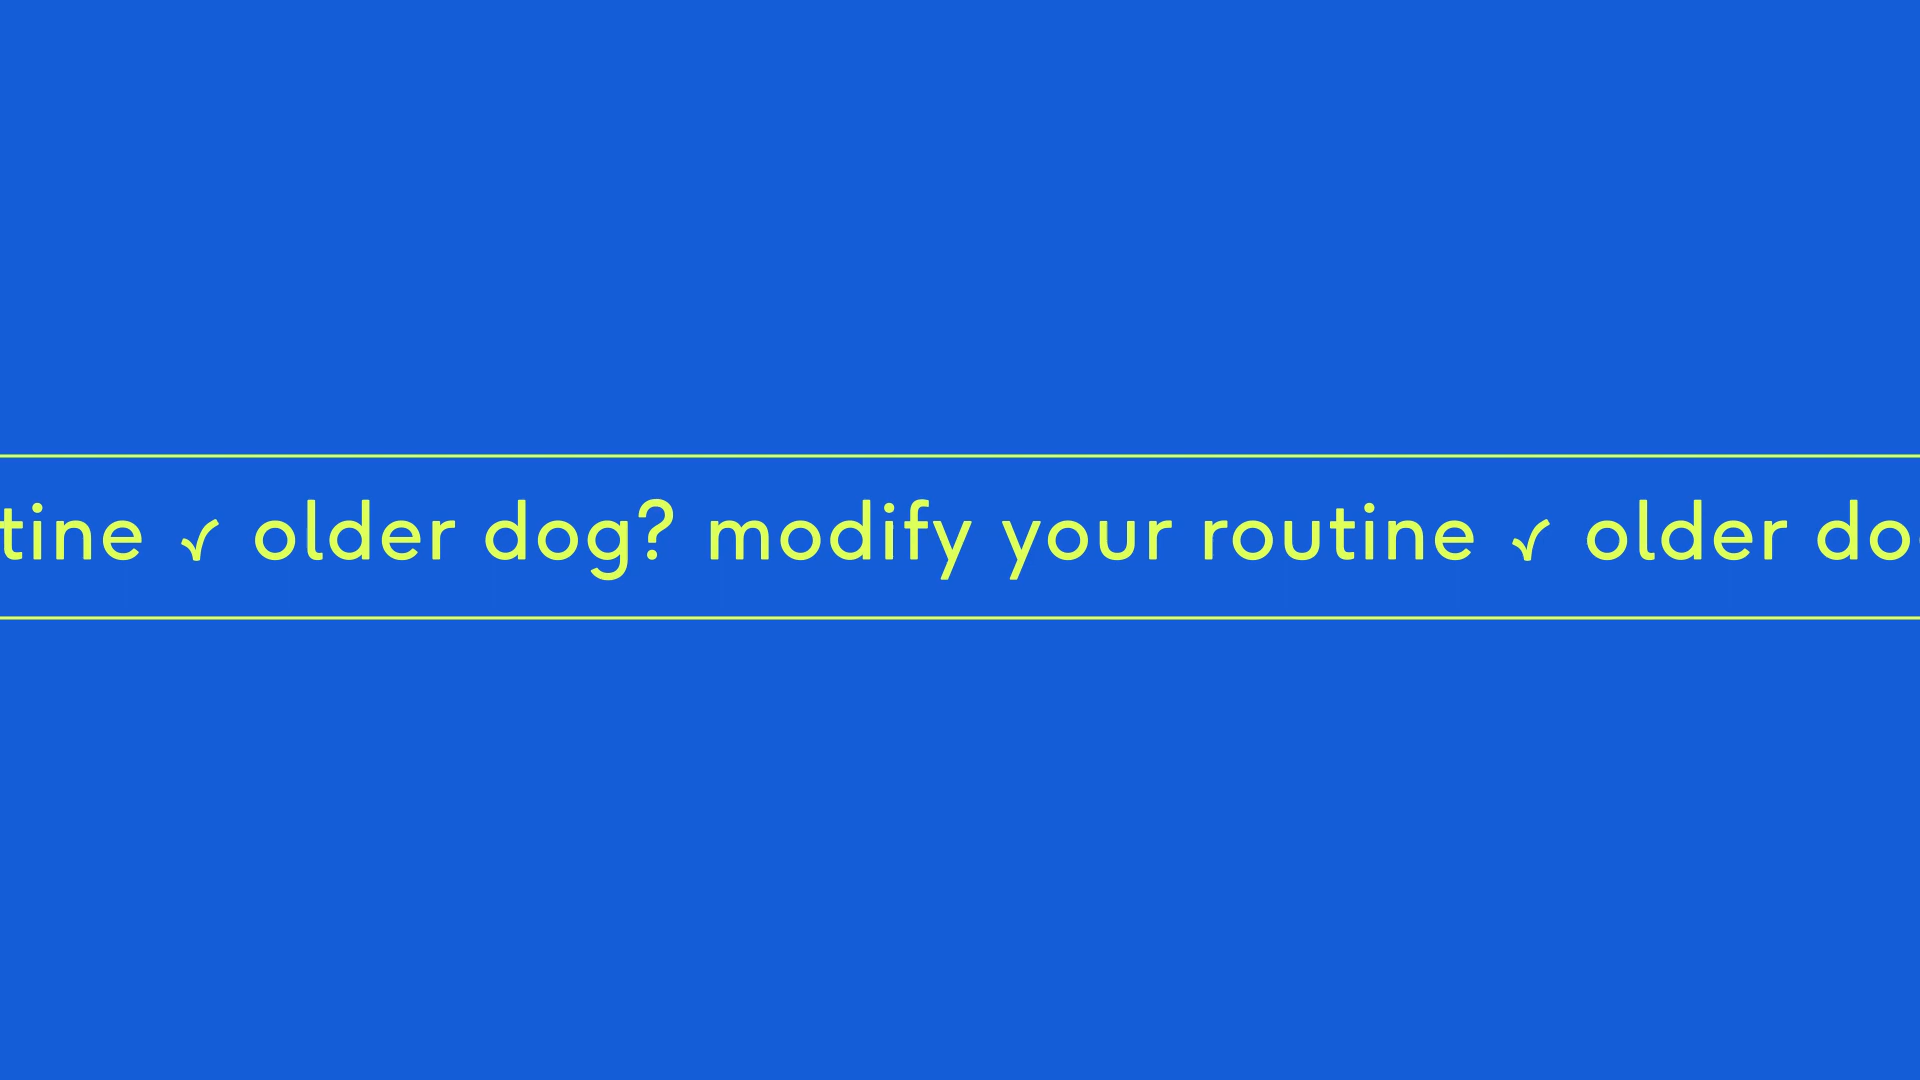 tine ✓ older dog? modify your routine ✓ older do